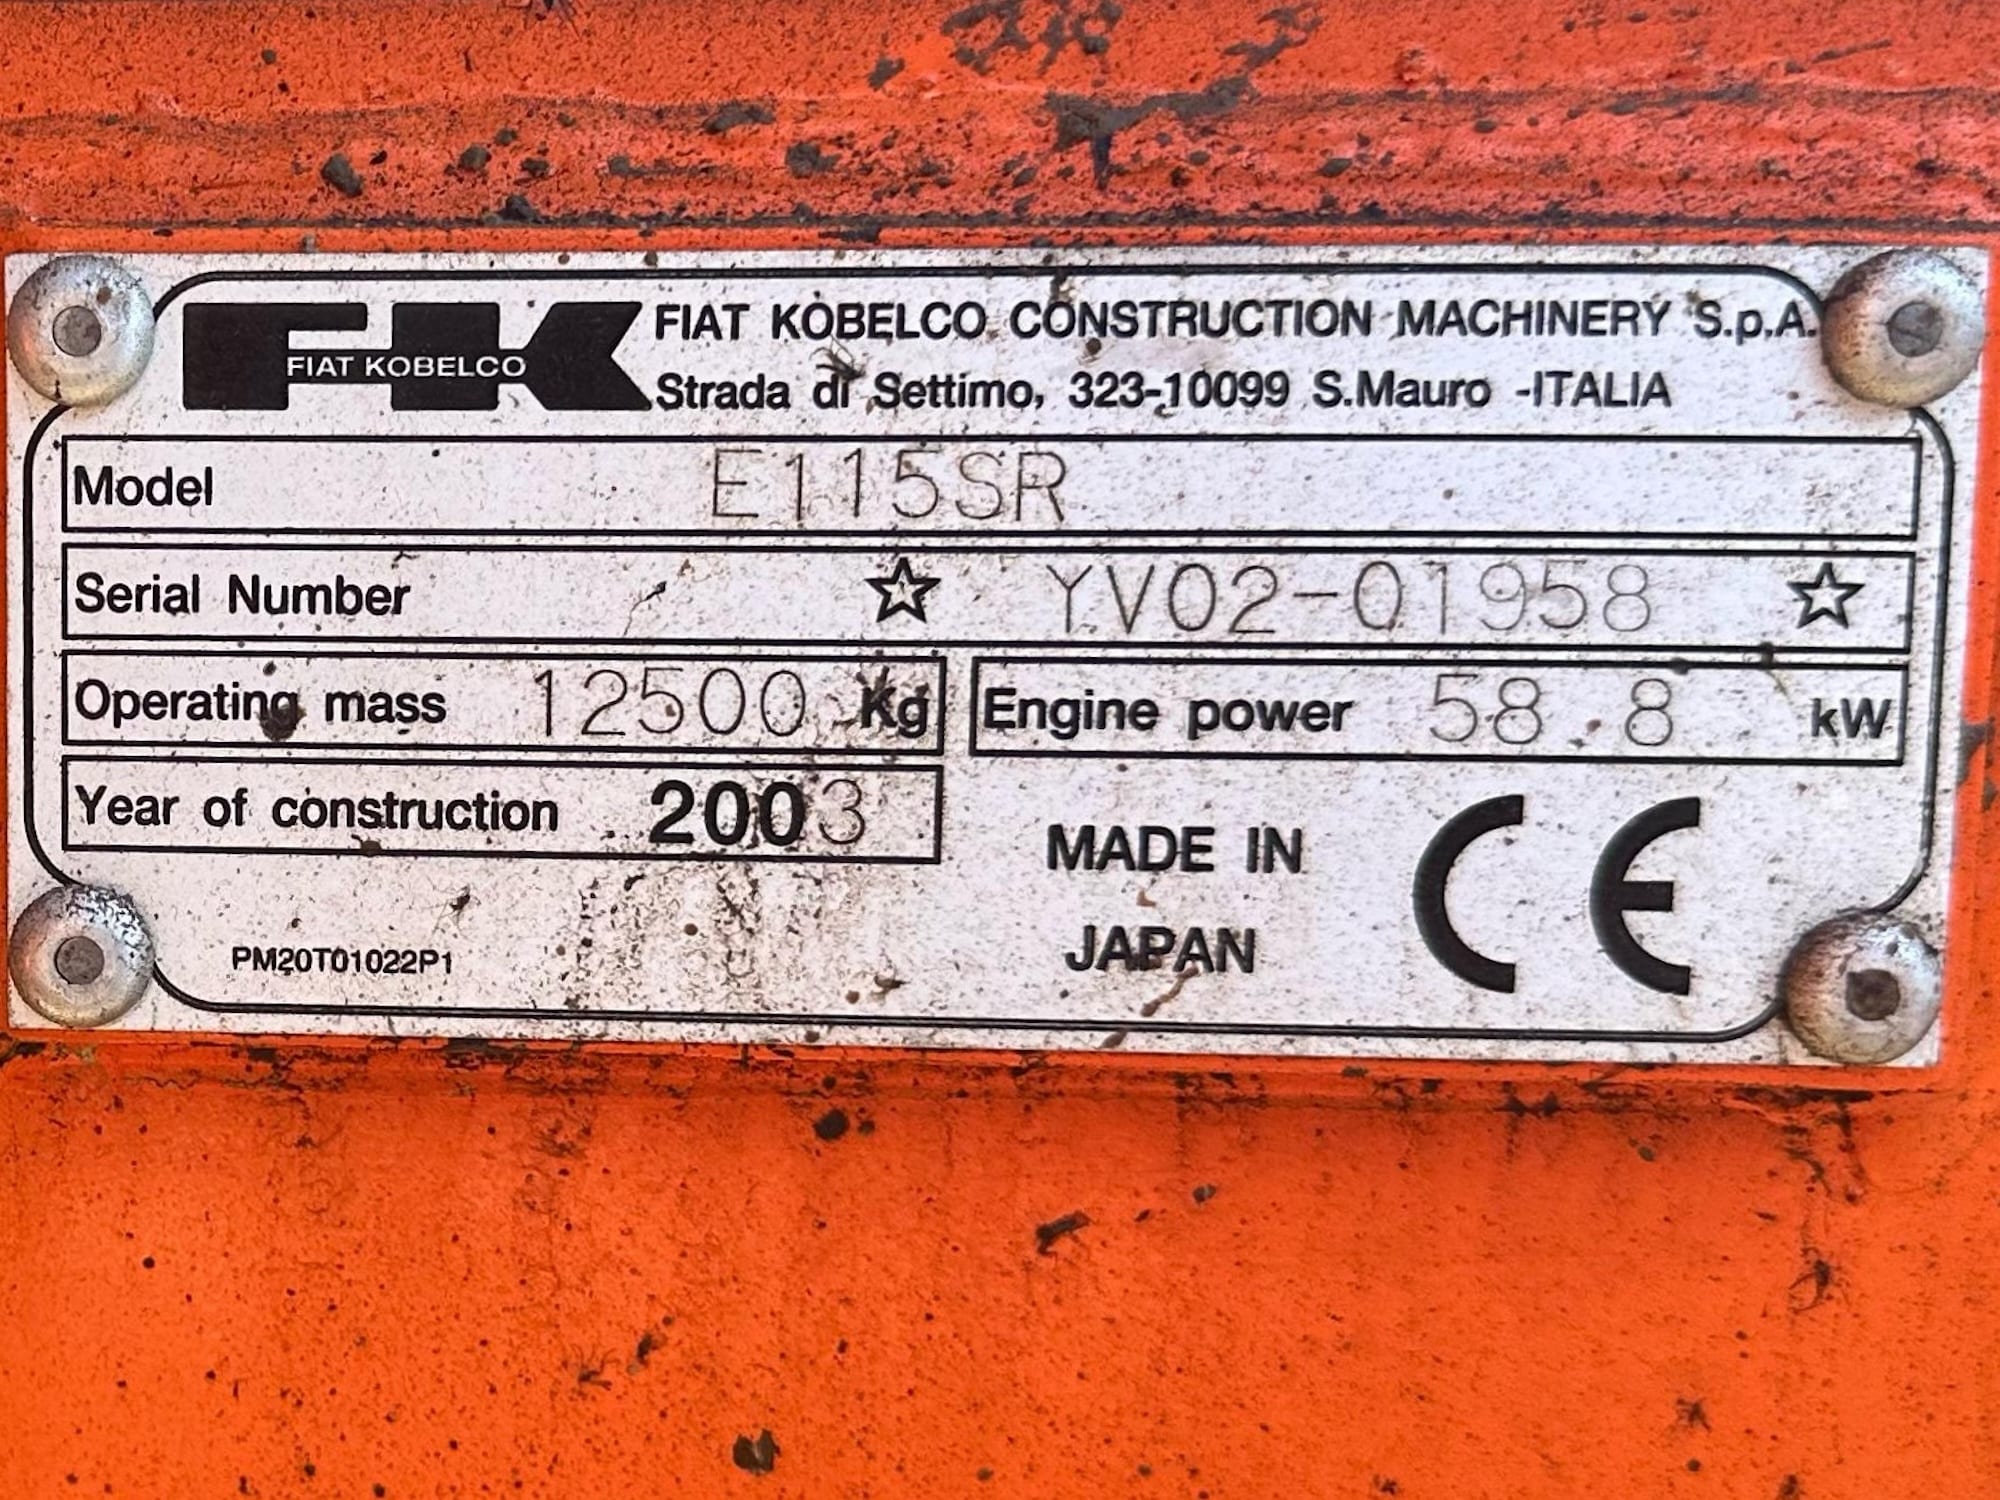 FIAT KOBELCO
FIAT KOBELCO CONSTRUCTION MACHINERY S.p.A.
Strada di Settimo, 323-10099 S.Mauro -ITALIA
Model E115SR
Serial Number ☆ YV02-01958 ☆
Operating mass 12500 Kg
Engine power 58.8 kW
Year of construction 2003
MADE IN
JAPAN
CE
PM20T01022P1